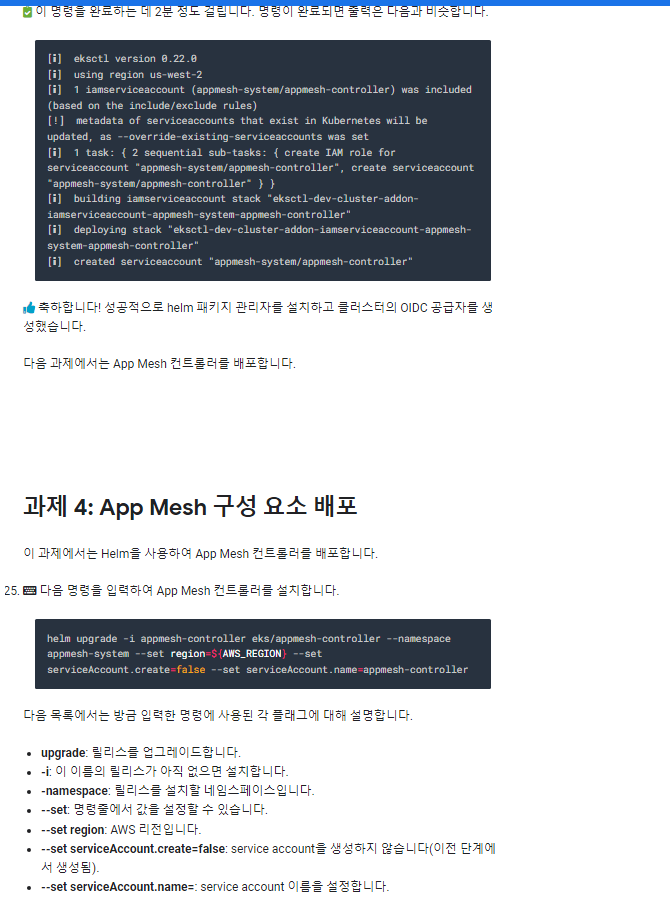 이 명령을 완료하는 데 2분 정도 걸립니다. 명령이 완료되면 출력은 다음과 비슷합니다.
[i]  eksctl version 0.22.0
[i]  using region us-west-2
[i]  1 iamserviceaccount (appmesh-system/appmesh-controller) was included
(based on the include/exclude rules)
[!]  metadata of serviceaccounts that exist in Kubernetes will be
updated, as --override-existing-serviceaccounts was set
[i]  1 task: { 2 sequential sub-tasks: { create IAM role for
serviceaccount "appmesh-system/appmesh-controller", create serviceaccount
"appmesh-system/appmesh-controller" } }
[i]  building iamserviceaccount stack "eksctl-dev-cluster-addon-
iamserviceaccount-appmesh-system-appmesh-controller"
[i]  deploying stack "eksctl-dev-cluster-addon-iamserviceaccount-appmesh-
system-appmesh-controller"
[i]  created serviceaccount "appmesh-system/appmesh-controller"
축하합니다! 성공적으로 helm 패키지 관리자를 설치하고 클러스터의 OIDC 공급자를 생
성했습니다.
다음 과제에서는 App Mesh 컨트롤러를 배포합니다.
과제 4: App Mesh 구성 요소 배포
이 과제에서는 Helm을 사용하여 App Mesh 컨트롤러를 배포합니다.
25. 다음 명령을 입력하여 App Mesh 컨트롤러를 설치합니다.
helm upgrade -i appmesh-controller eks/appmesh-controller --namespace
appmesh-system --set region=${AWS_REGION} --set
serviceAccount.create=false --set serviceAccount.name=appmesh-controller
다음 목록에서는 방금 입력한 명령에 사용된 각 플래그에 대해 설명합니다.
• upgrade: 릴리스를 업그레이드합니다.
• -i: 이 이름의 릴리스가 아직 없으면 설치합니다.
• -namespace: 릴리스를 설치할 네임스페이스입니다.
• --set: 명령줄에서 값을 설정할 수 있습니다.
• --set region: AWS 리전입니다.
• --set serviceAccount.create=false: service account을 생성하지 않습니다(이전 단계에
서 생성됨).
• --set serviceAccount.name=: service account 이름을 설정합니다.